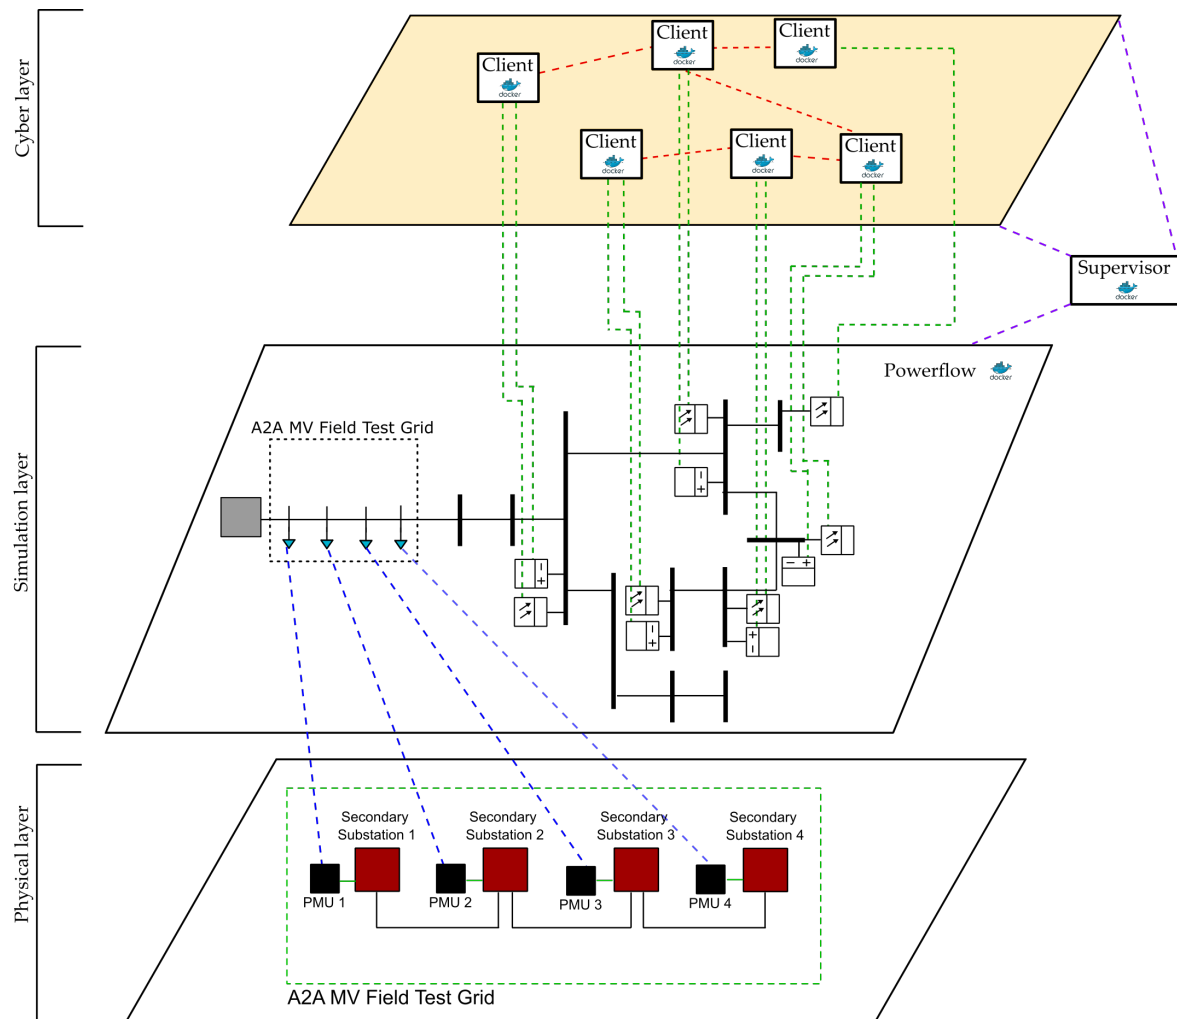 Cyber layer
Client
docker
Client
docker
Client
docker
Client
docker
Client
docker
Client
docker
Supervisor
docker
Simulation layer
Powerflow
docker
A2A MV Field Test Grid
Physical layer
Secondary
Substation 1
Secondary
Substation 2
Secondary
Substation 3
Secondary
Substation 4
PMU 1
PMU 2
PMU 3
PMU 4
A2A MV Field Test Grid